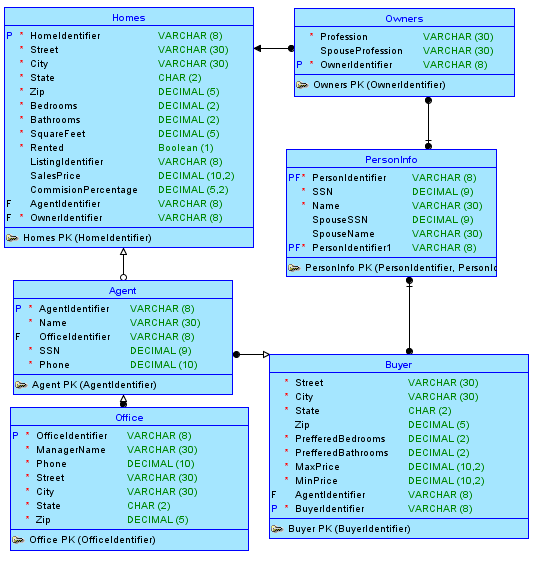 Homes
P * HomeIdentifier VARCHAR (8)
* Street VARCHAR (30)
* City VARCHAR (30)
* State CHAR (2)
* Zip DECIMAL (5)
* Bedrooms DECIMAL (2)
* Bathrooms DECIMAL (2)
* SquareFeet DECIMAL (5)
* Rented Boolean (1)
ListingIdentifier VARCHAR (8)
SalesPrice DECIMAL (10,2)
CommisionPercentage DECIMAL (5,2)
F AgentIdentifier VARCHAR (8)
F * OwnerIdentifier VARCHAR (8)
Homes PK (HomeIdentifier)
Owners
* Profession VARCHAR (30)
SpouseProfession VARCHAR (30)
P * OwnerIdentifier VARCHAR (8)
Owners PK (OwnerIdentifier)
PersonInfo
PF* PersonIdentifier VARCHAR (8)
* SSN DECIMAL (9)
* Name VARCHAR (30)
SpouseSSN DECIMAL (9)
SpouseName VARCHAR (30)
PF* PersonIdentifier1 VARCHAR (8)
PersonInfo PK (PersonIdentifier, PersonId
Agent
P * AgentIdentifier VARCHAR (8)
* Name VARCHAR (30)
F OfficeIdentifier VARCHAR (8)
* SSN DECIMAL (9)
* Phone DECIMAL (10)
Agent PK (AgentIdentifier)
Buyer
* Street VARCHAR (30)
* City VARCHAR (30)
* State CHAR (2)
Zip DECIMAL (5)
* PrefferedBedrooms DECIMAL (2)
* PrefferedBathrooms DECIMAL (2)
* MaxPrice DECIMAL (10,2)
* MinPrice DECIMAL (10,2)
F AgentIdentifier VARCHAR (8)
P * BuyerIdentifier VARCHAR (8)
Buyer PK (BuyerIdentifier)
Office
P * OfficeIdentifier VARCHAR (8)
* ManagerName VARCHAR (30)
* Phone DECIMAL (10)
* Street VARCHAR (30)
* City VARCHAR (30)
* State CHAR (2)
* Zip DECIMAL (5)
Office PK (OfficeIdentifier)